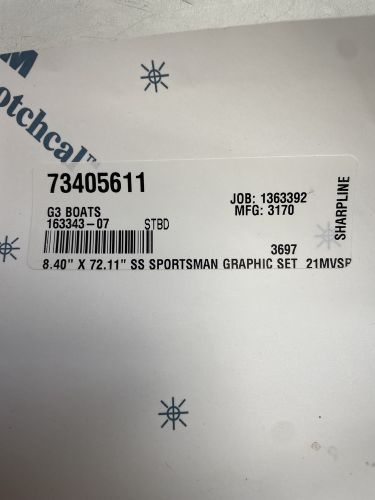 M
otchcal™
73405611
G3 BOATS
163343-07 STBD
JOB: 1363392
MFG: 3170
3697
SHARPLINE
8.40" X 72.11" SS SPORTSMAN GRAPHIC SET 21MVSP